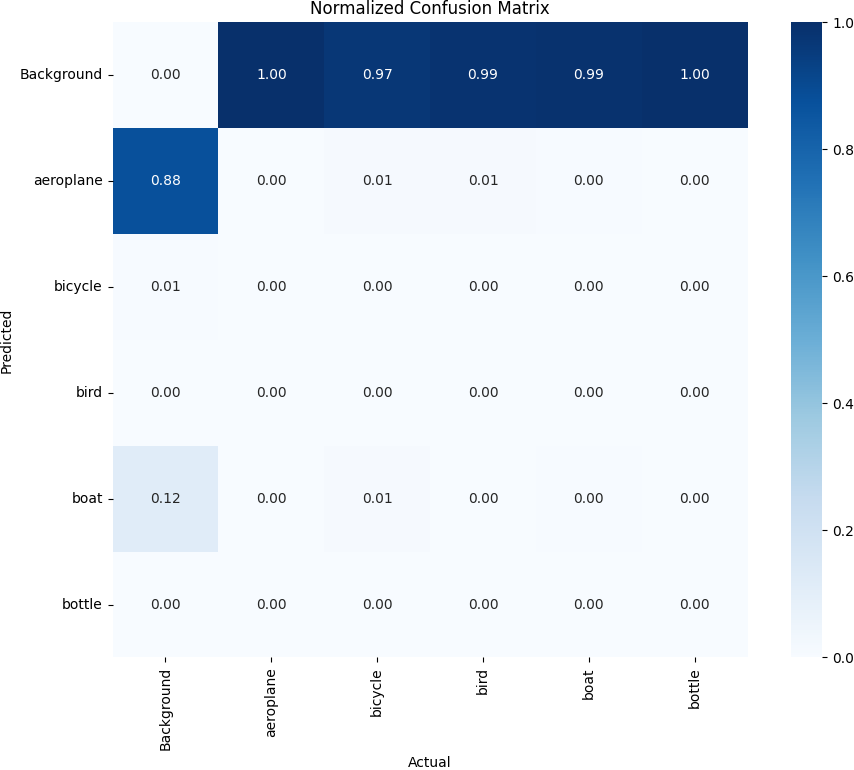 Normalized Confusion Matrix
Background 0.00 1.00 0.97 0.99 0.99 1.00
aeroplane 0.88 0.00 0.01 0.01 0.00 0.00
bicycle 0.01 0.00 0.00 0.00 0.00 0.00
bird 0.00 0.00 0.00 0.00 0.00 0.00
boat 0.12 0.00 0.01 0.00 0.00 0.00
bottle 0.00 0.00 0.00 0.00 0.00 0.00
Predicted
Background aeroplane bicycle bird boat bottle
Actual
1.0
0.8
0.6
0.4
0.2
0.0